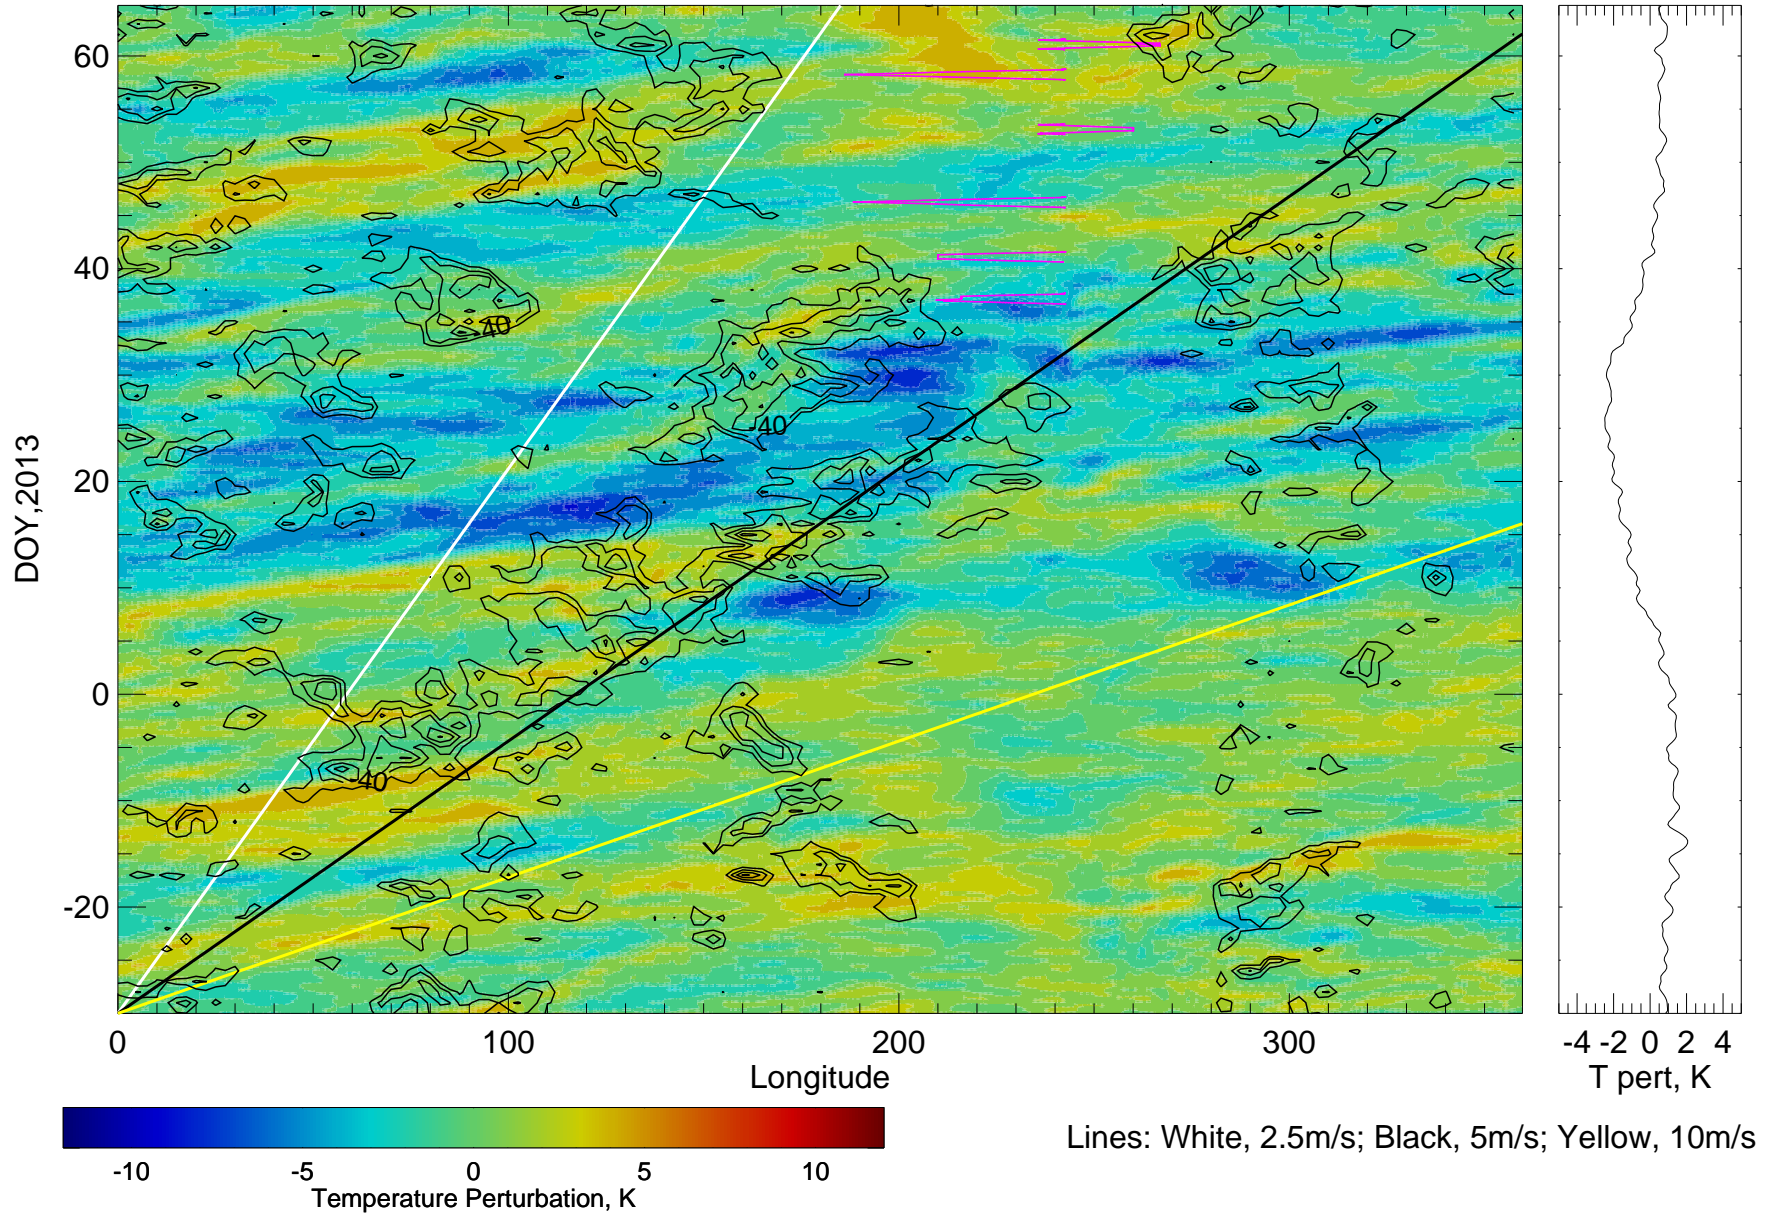 60
40
20
0
-20
DOY,2013
40
-40
-40
0 100 200 300
Longitude
-4 -2 0 2 4
T pert, K
-10 -5 0 5 10
Temperature Perturbation, K
Lines: White, 2.5m/s; Black, 5m/s; Yellow, 10m/s